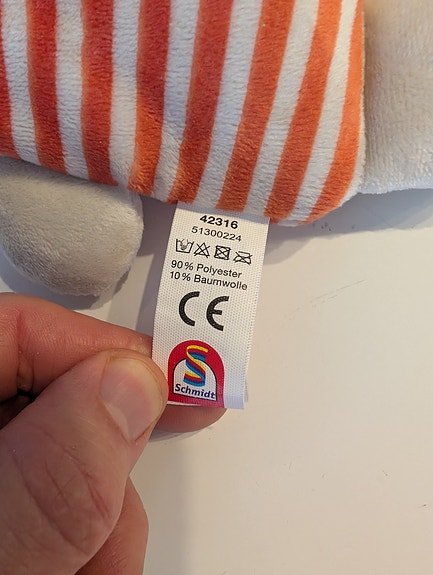 42316
51300224
90% Polyester
10% Baumwolle
CE
Schmidt